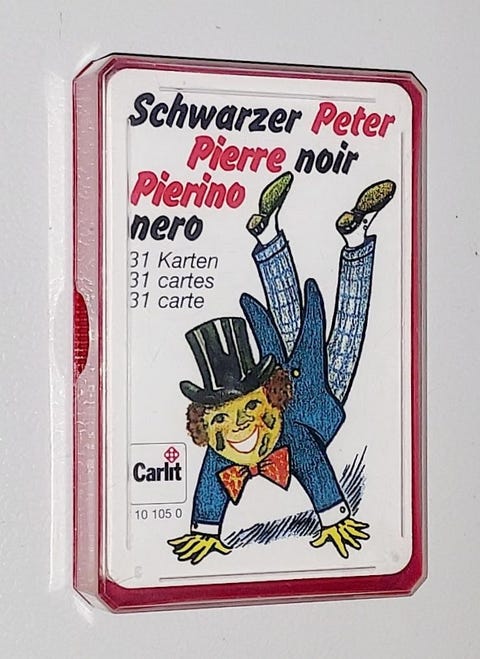 Schwarzer Peter
Pierre noir
Pierino
nero
31 Karten
31 cartes
31 carte
Carlit
10 105 0